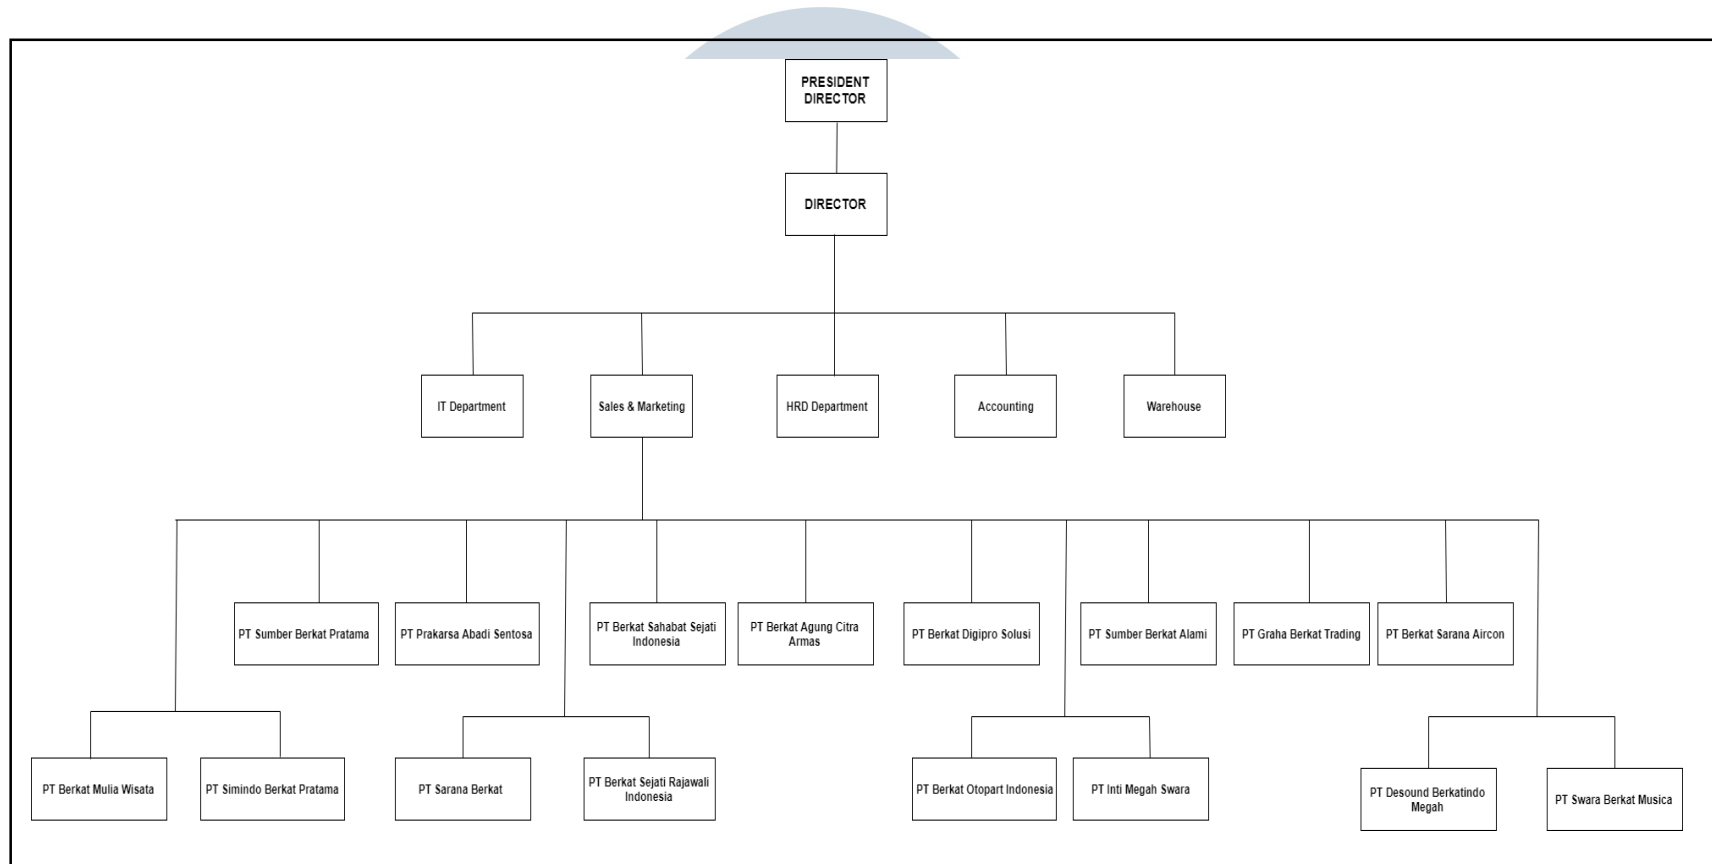 PRESIDENT
DIRECTOR
DIRECTOR
IT Department
Sales & Marketing
HRD Department
Accounting
Warehouse
PT Sumber Berkat Pratama
PT Prakarsa Abadi Sentosa
PT Berkat Sahabat Sejati
Indonesia
PT Berkat Agung Citra
Armas
PT Berkat Digipro Solusi
PT Sumber Berkat Alami
PT Graha Berkat Trading
PT Berkat Sarana Aircon
PT Berkat Mulia Wisata
PT Simindo Berkat Pratama
PT Sarana Berkat
PT Berkat Sejati Rajawali
Indonesia
PT Berkat Otopart Indonesia
PT Inti Megah Swara
PT Desound Berkatindo
Megah
PT Swara Berkat Musica